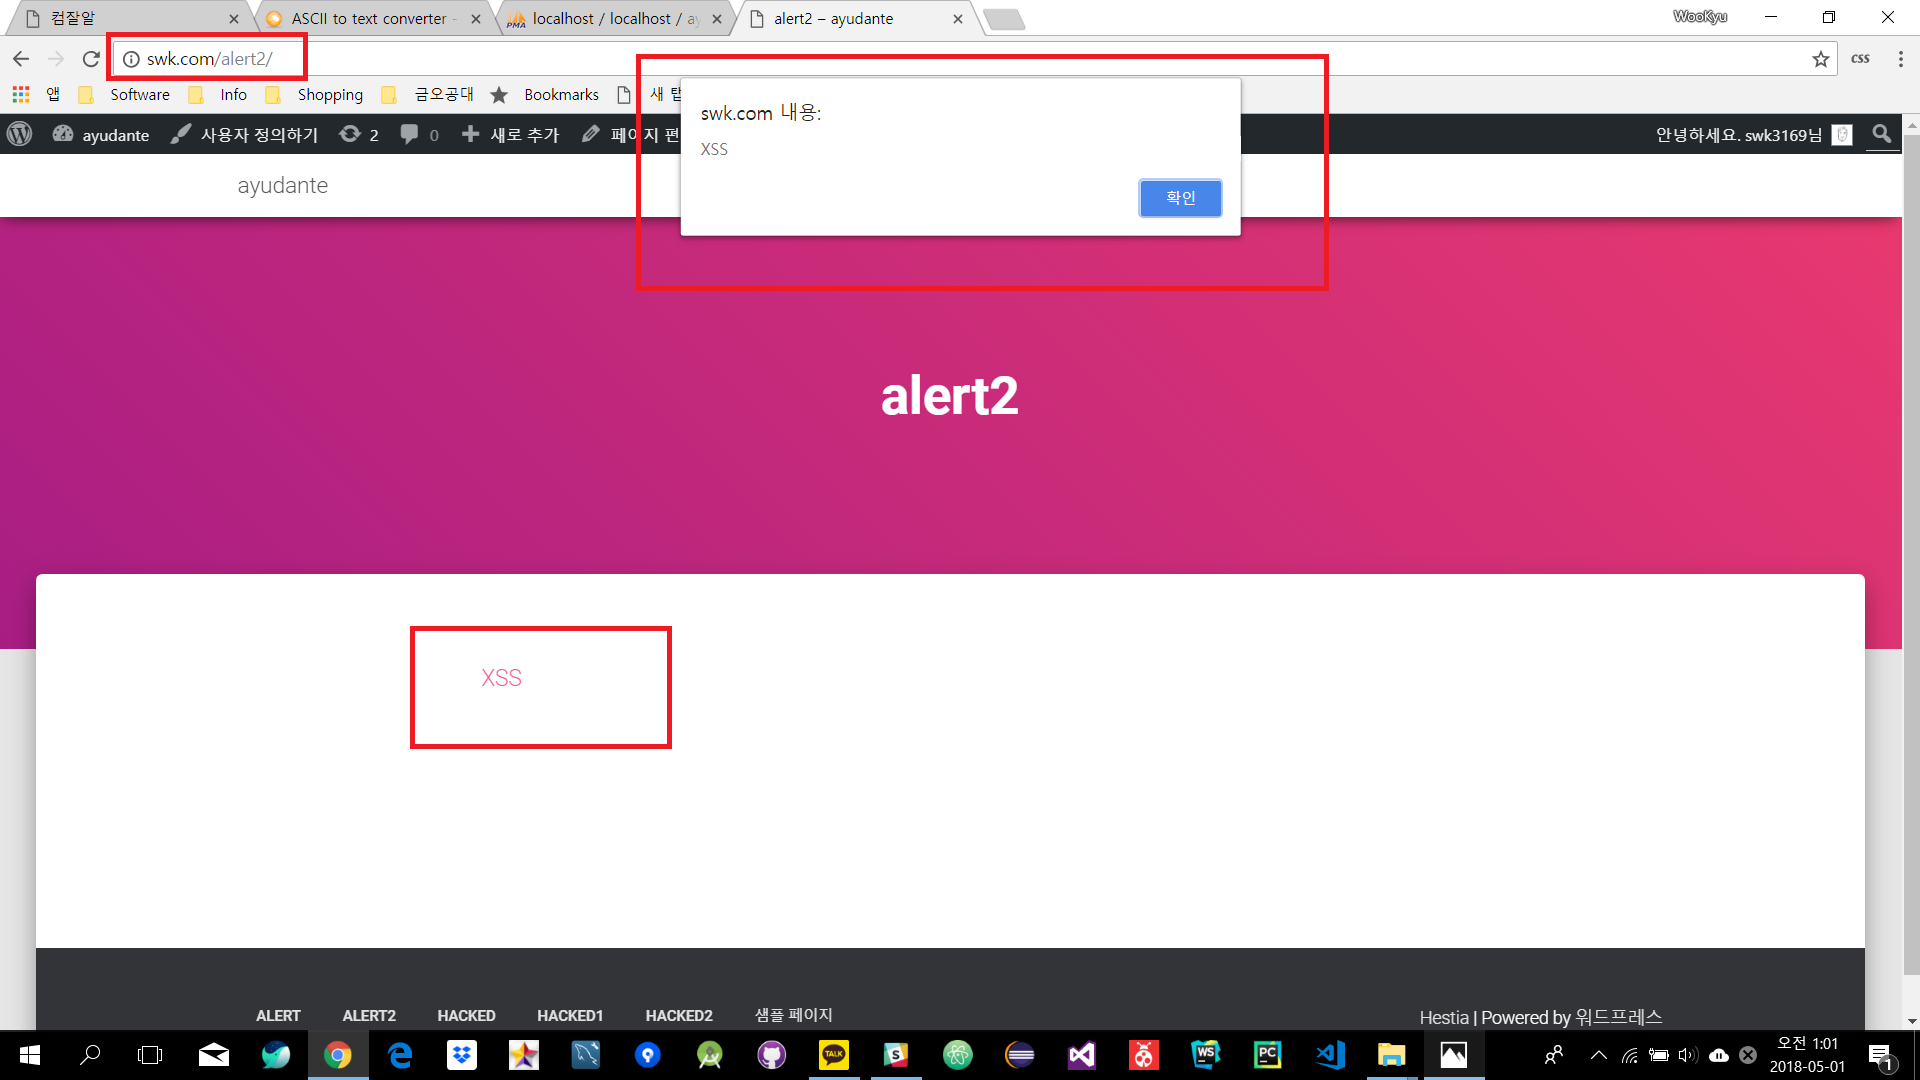 컴잘알
ASCII to text converter -
localhost / localhost / ay
alert2 – ayudante
WooKyu
swk.com/alert2/
css
앱 Software Info Shopping 금오공대 Bookmarks 새 탭
ayudante 사용자 정의하기 2 0 새로 추가 페이지 편
안녕하세요. swk3169님
swk.com 내용:
XSS
확인
ayudante
alert2
XSS
ALERT ALERT2 HACKED HACKED1 HACKED2 샘플 페이지
Hestia | Powered by 워드프레스
오전 1:01
2018-05-01
1